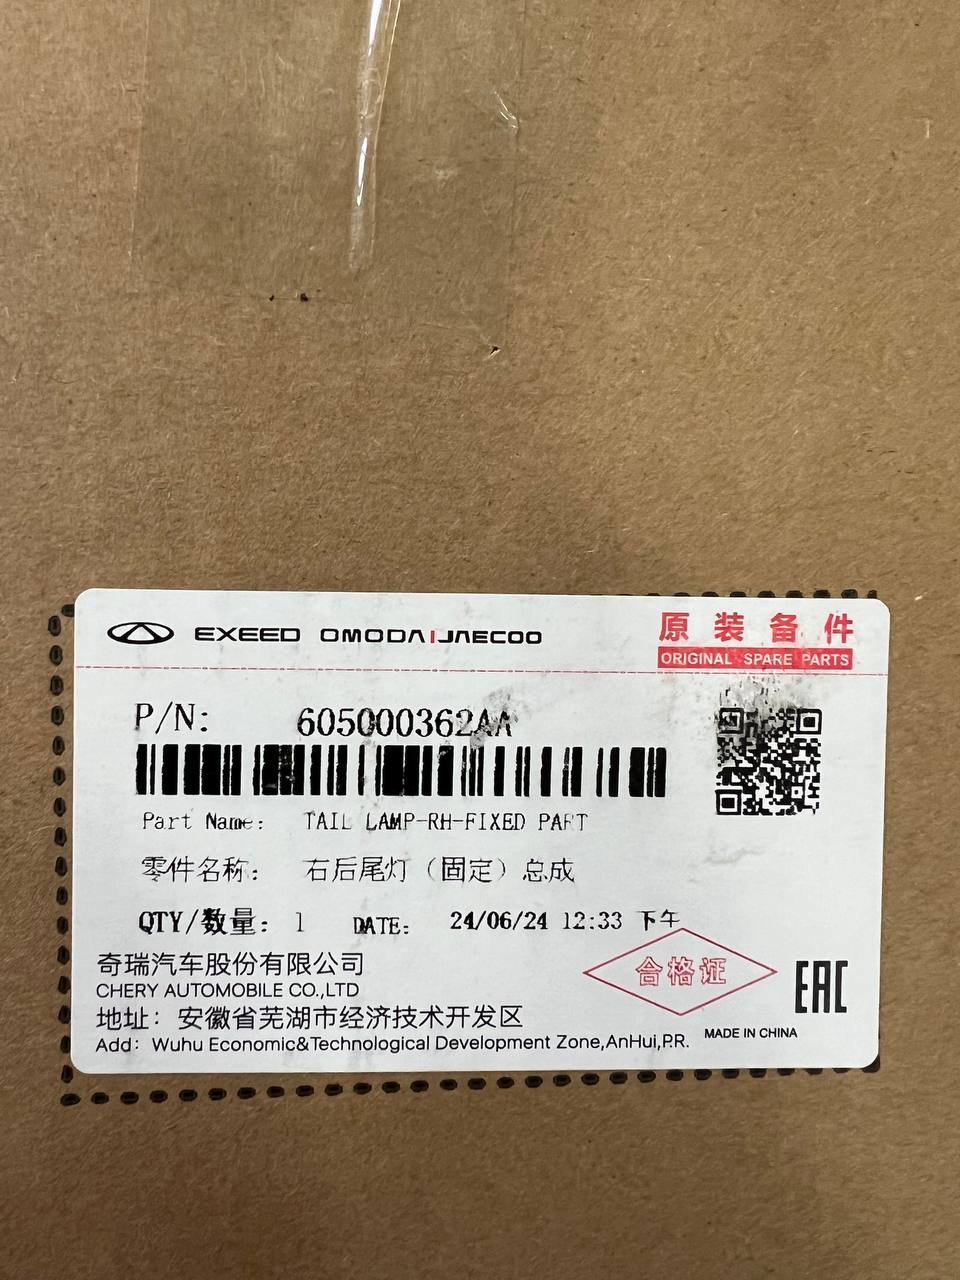 EXEED OMODA|JAECOO
原装备件
ORIGINAL SPARE PARTS
P/N: 605000362AA
Part Name: TAIL LAMP-RH-FIXED PART
零件名称: 右后尾灯（固定）总成
QTY/数量: 1 DATE: 24/06/24 12:33 下午
奇瑞汽车股份有限公司
CHERY AUTOMOBILE CO.,LTD
合格证
EAC
地址：安徽省芜湖市经济技术开发区
Add: Wuhu Economic&Technological Development Zone,AnHui,P.R.
MADE IN CHINA